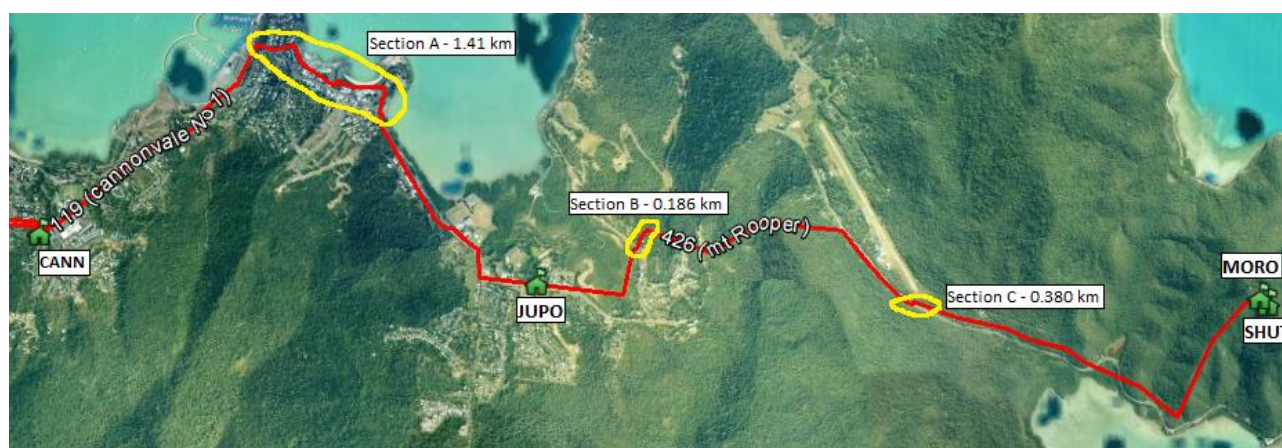 Section A - 1.41 km
119 (cannonvale No 1)
CANN
Section B - 0.186 km
426 (mt Rooper)
JUPO
Section C - 0.380 km
MORO
SHUT